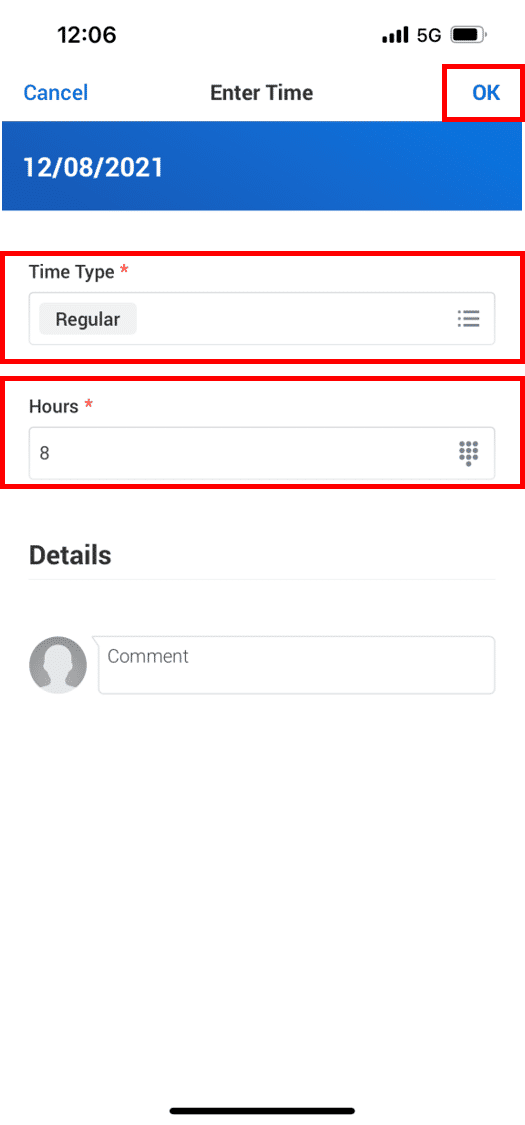 12:06 5G
Cancel Enter Time OK
12/08/2021
Time Type *
Regular
Hours *
8
Details
Comment